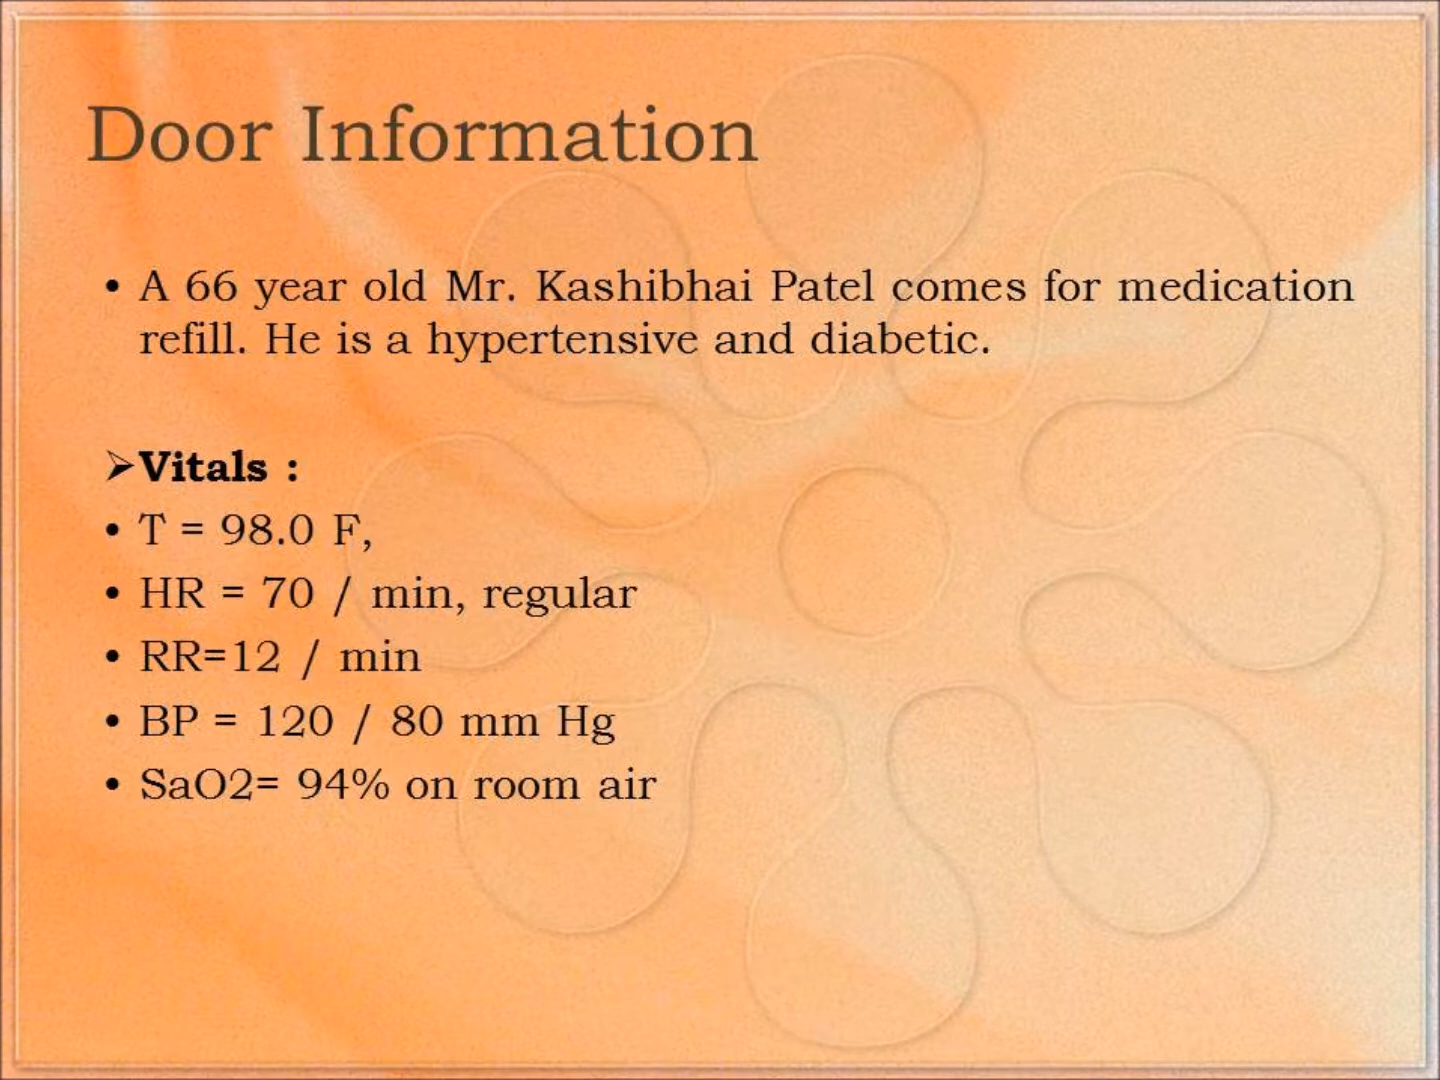 Door Information
• A 66 year old Mr. Kashibhai Patel comes for medication
refill. He is a hypertensive and diabetic.
➢Vitals :
• T = 98.0 F,
• HR = 70 / min, regular
• RR=12 / min
• BP = 120 / 80 mm Hg
• SaO2= 94% on room air